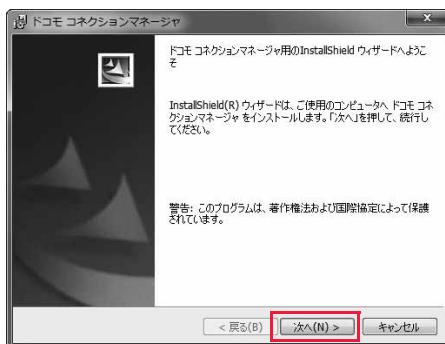 ドコモ コネクションマネージャ
ドコモ コネクションマネージャ用のInstallShield ウィザードへようこ
そ
InstallShield(R) ウィザードは、ご使用のコンピュータへ ドコモ コネ
クションマネージャ をインストールします。「次へ」を押して、続行し
てください。
警告: このプログラムは、著作権法および国際協定によって保護
されています。
< 戻る(B)
次へ(N) >
キャンセル